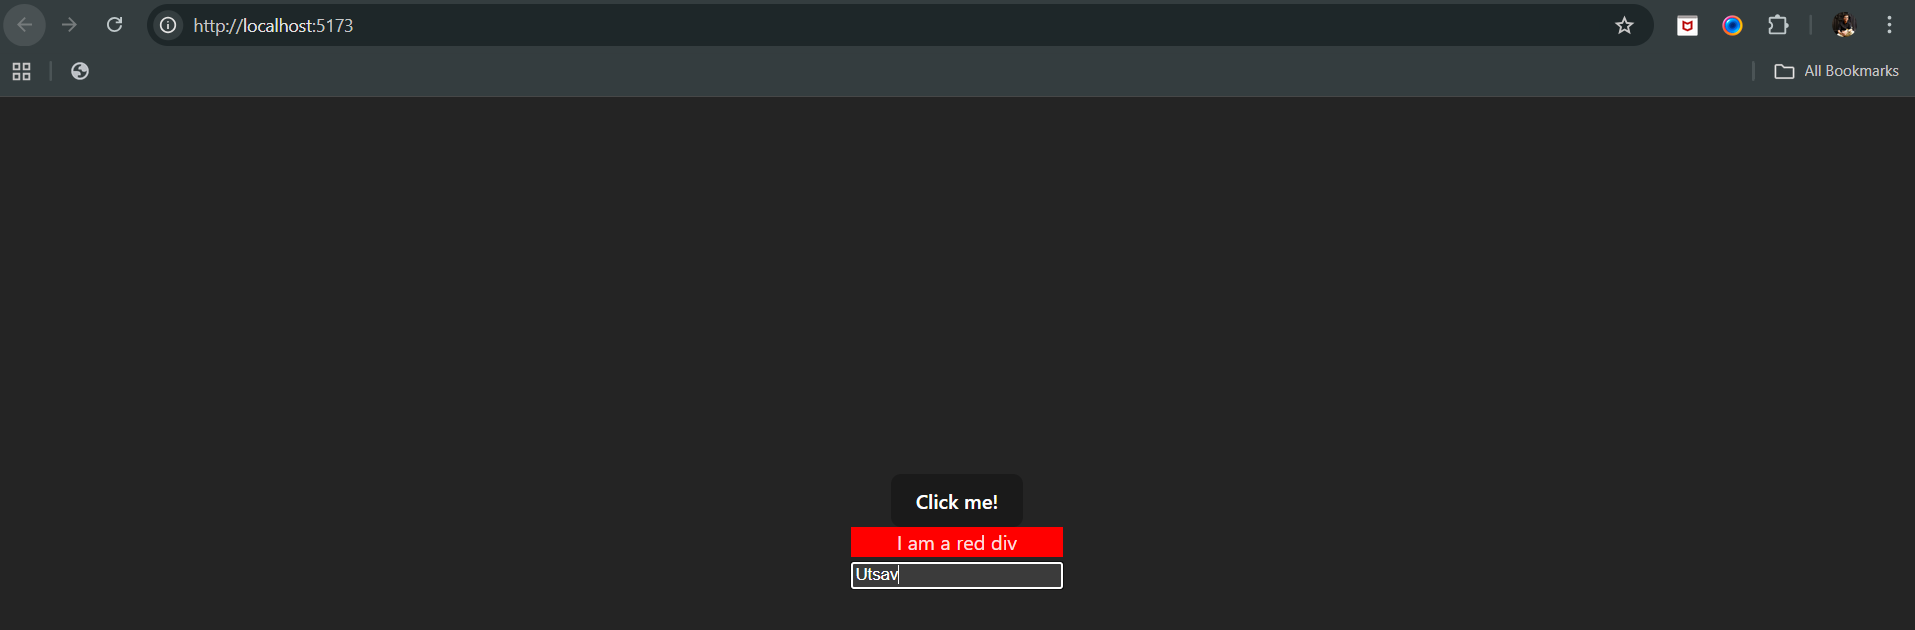 http://localhost:5173
All Bookmarks
Click me!
I am a red div
Utsav